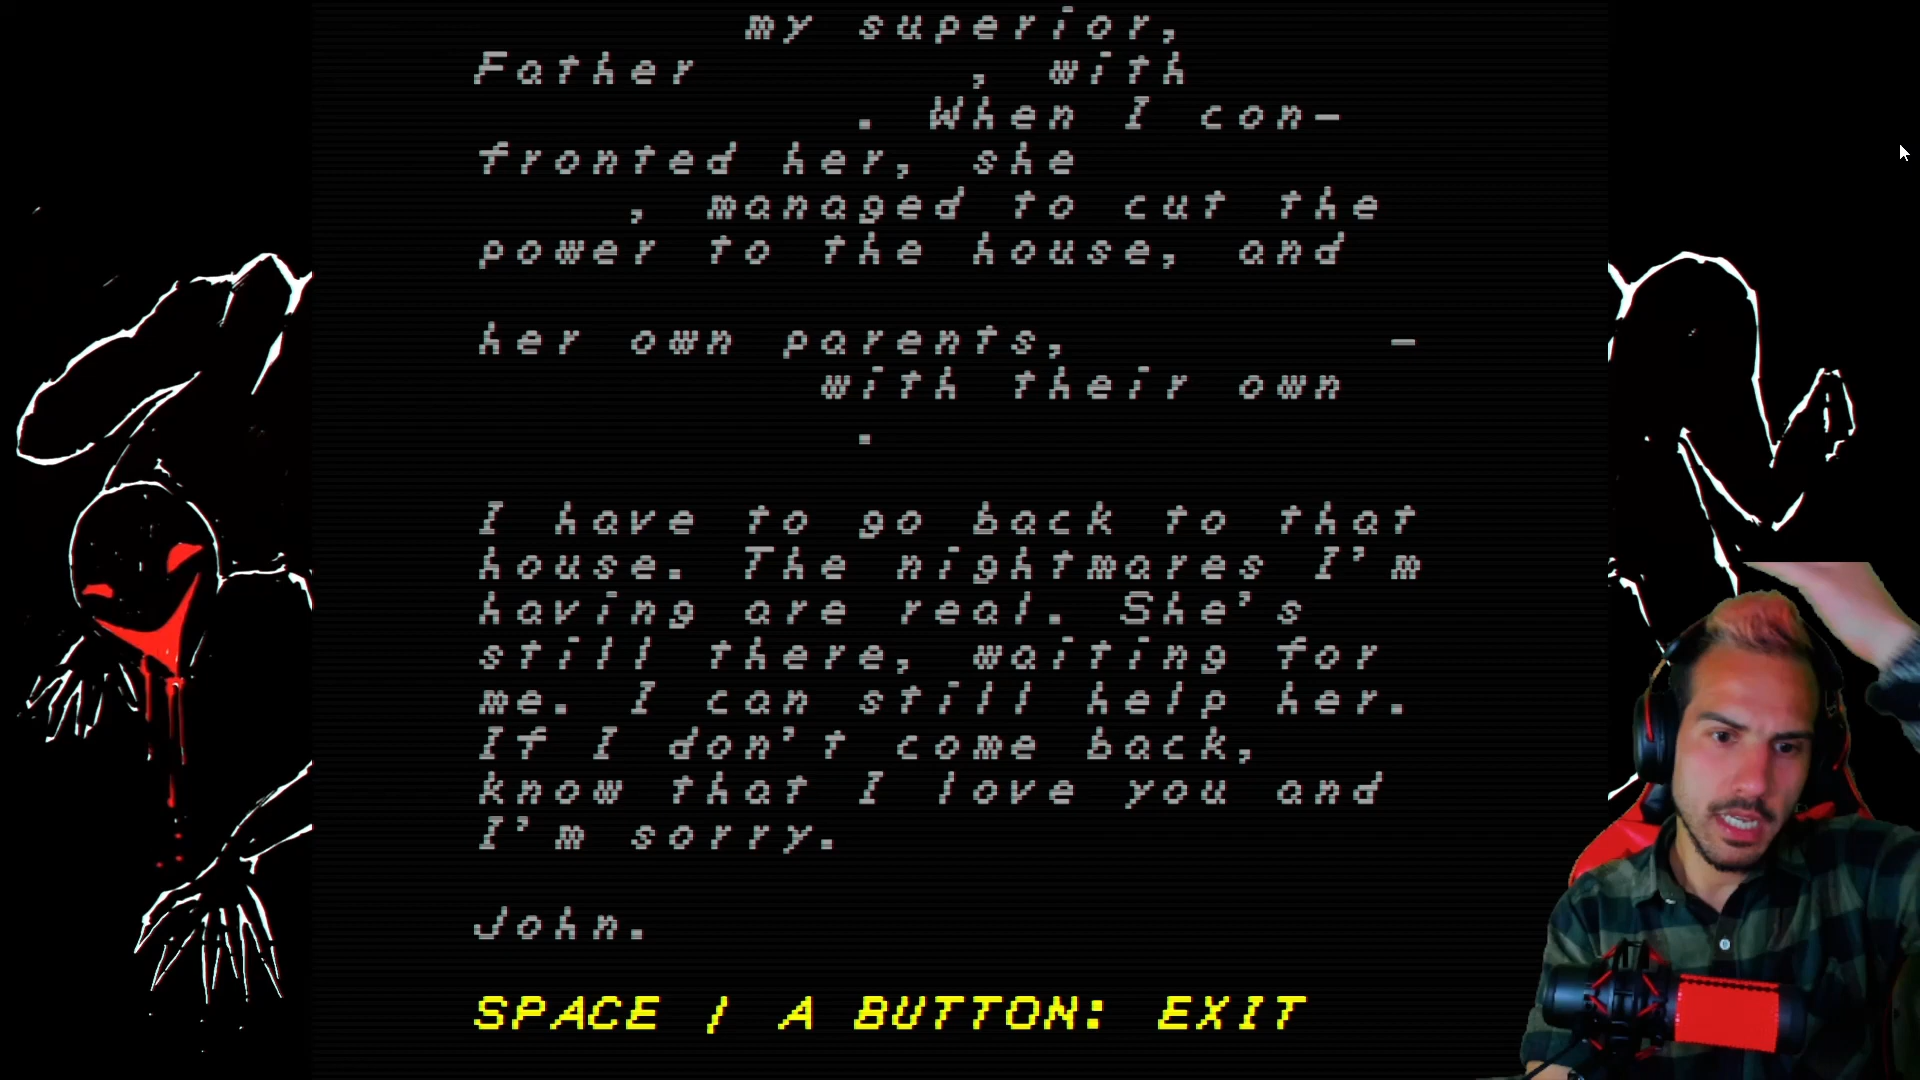 my superior,
Father , with
. When I con-
fronted her, she
, managed to cut the
power to the house, and
her own parents, -
with their own
.
I have to go back to that
house. The nightmares I'm
having are real. She's
still there, waiting for
me. I can still help her.
If I don't come back,
know that I love you and
I'm sorry.
John.
SPACE / A BUTTON: EXIT